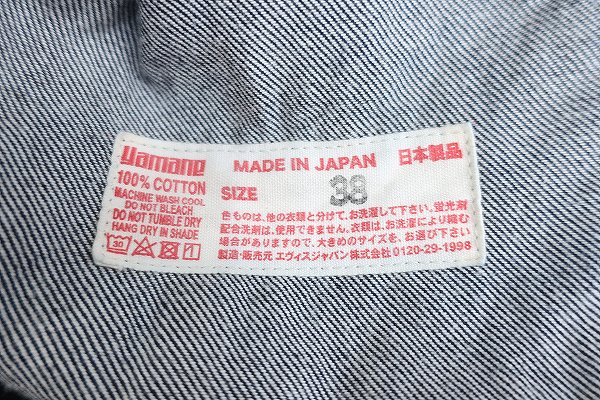 Yamane
100% COTTON
MACHINE WASH COOL
DO NOT BLEACH
DO NOT TUMBLE DRY
HANG DRY IN SHADE
30
MADE IN JAPAN 日本製品
SIZE 38
色ものは、他の衣類と分けて、お洗濯して下さい。蛍光剤
配合洗剤は、使用できません。衣類は、お洗濯により縮む
場合がありますので、大きめのサイズを、お選び下さい
製造・販売元 エヴィスジャパン株式会社 0120-29-1998